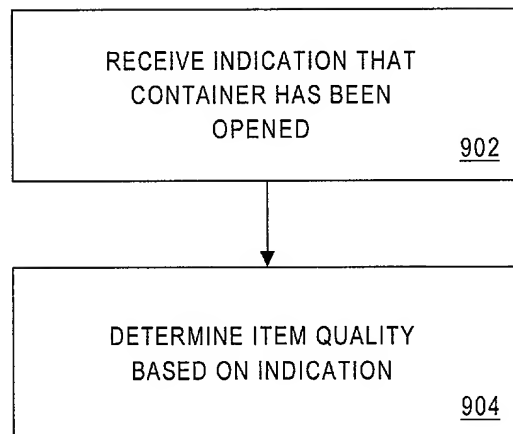 RECEIVE INDICATION THAT
CONTAINER HAS BEEN
OPENED
902
DETERMINE ITEM QUALITY
BASED ON INDICATION
904